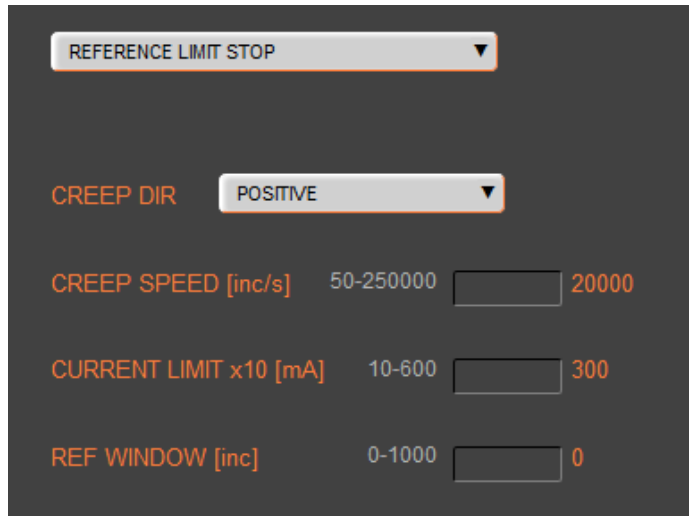 REFERENCE LIMIT STOP
CREEP DIR POSITIVE
CREEP SPEED [inc/s] 50-250000 20000
CURRENT LIMIT x10 [mA] 10-600 300
REF WINDOW [inc] 0-1000 0